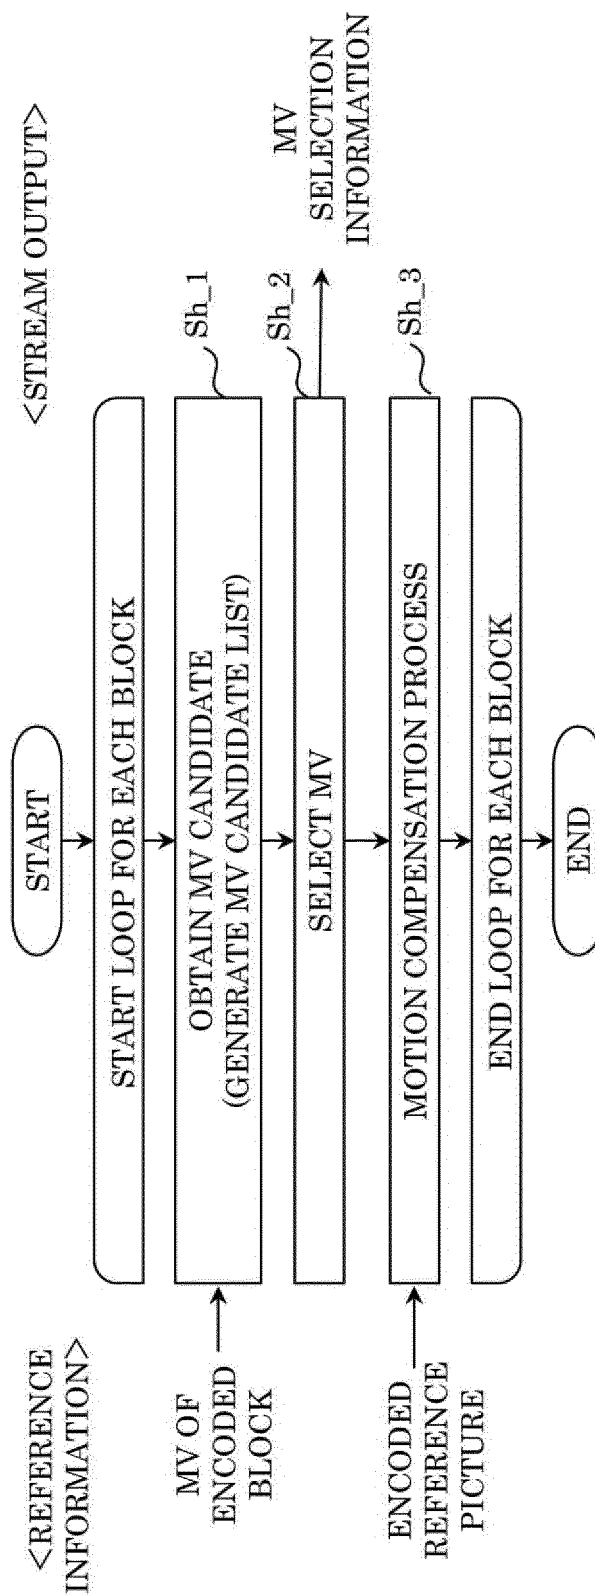 <REFERENCE
INFORMATION>
<STREAM OUTPUT>
START
START LOOP FOR EACH BLOCK
MV OF
ENCODED
BLOCK
OBTAIN MV CANDIDATE
(GENERATE MV CANDIDATE LIST)
Sh_1
SELECT MV
Sh_2
MV
SELECTION
INFORMATION
ENCODED
REFERENCE
PICTURE
MOTION COMPENSATION PROCESS
Sh_3
END LOOP FOR EACH BLOCK
END